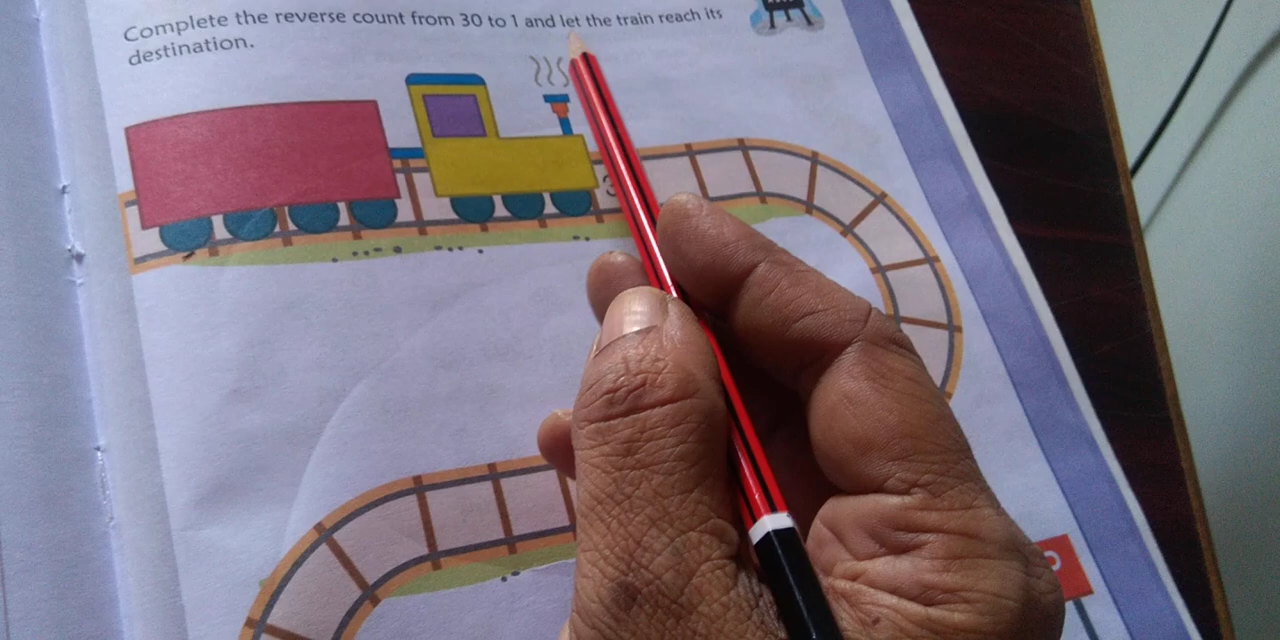 Complete the reverse count from 30 to 1 and let the train reach its
destination.